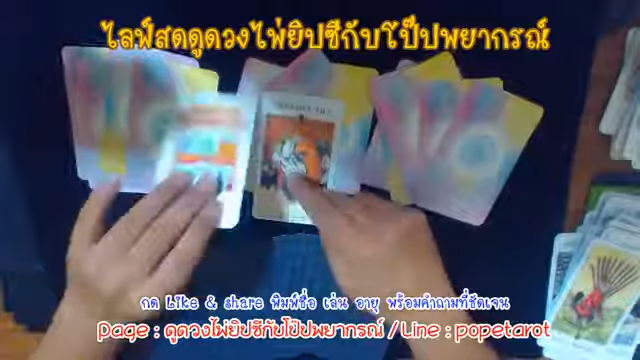 ไลฟ์สดดูดวงไพ่ยิปซีกับโป๊ปพยากรณ์
กด Like & share พิมพ์ชื่อ เล่น อายุ พร้อมคำถามที่ชัดเจน
Page : ดูดวงไพ่ยิปซีกับโป๊ปพยากรณ์ / Line : popetarot